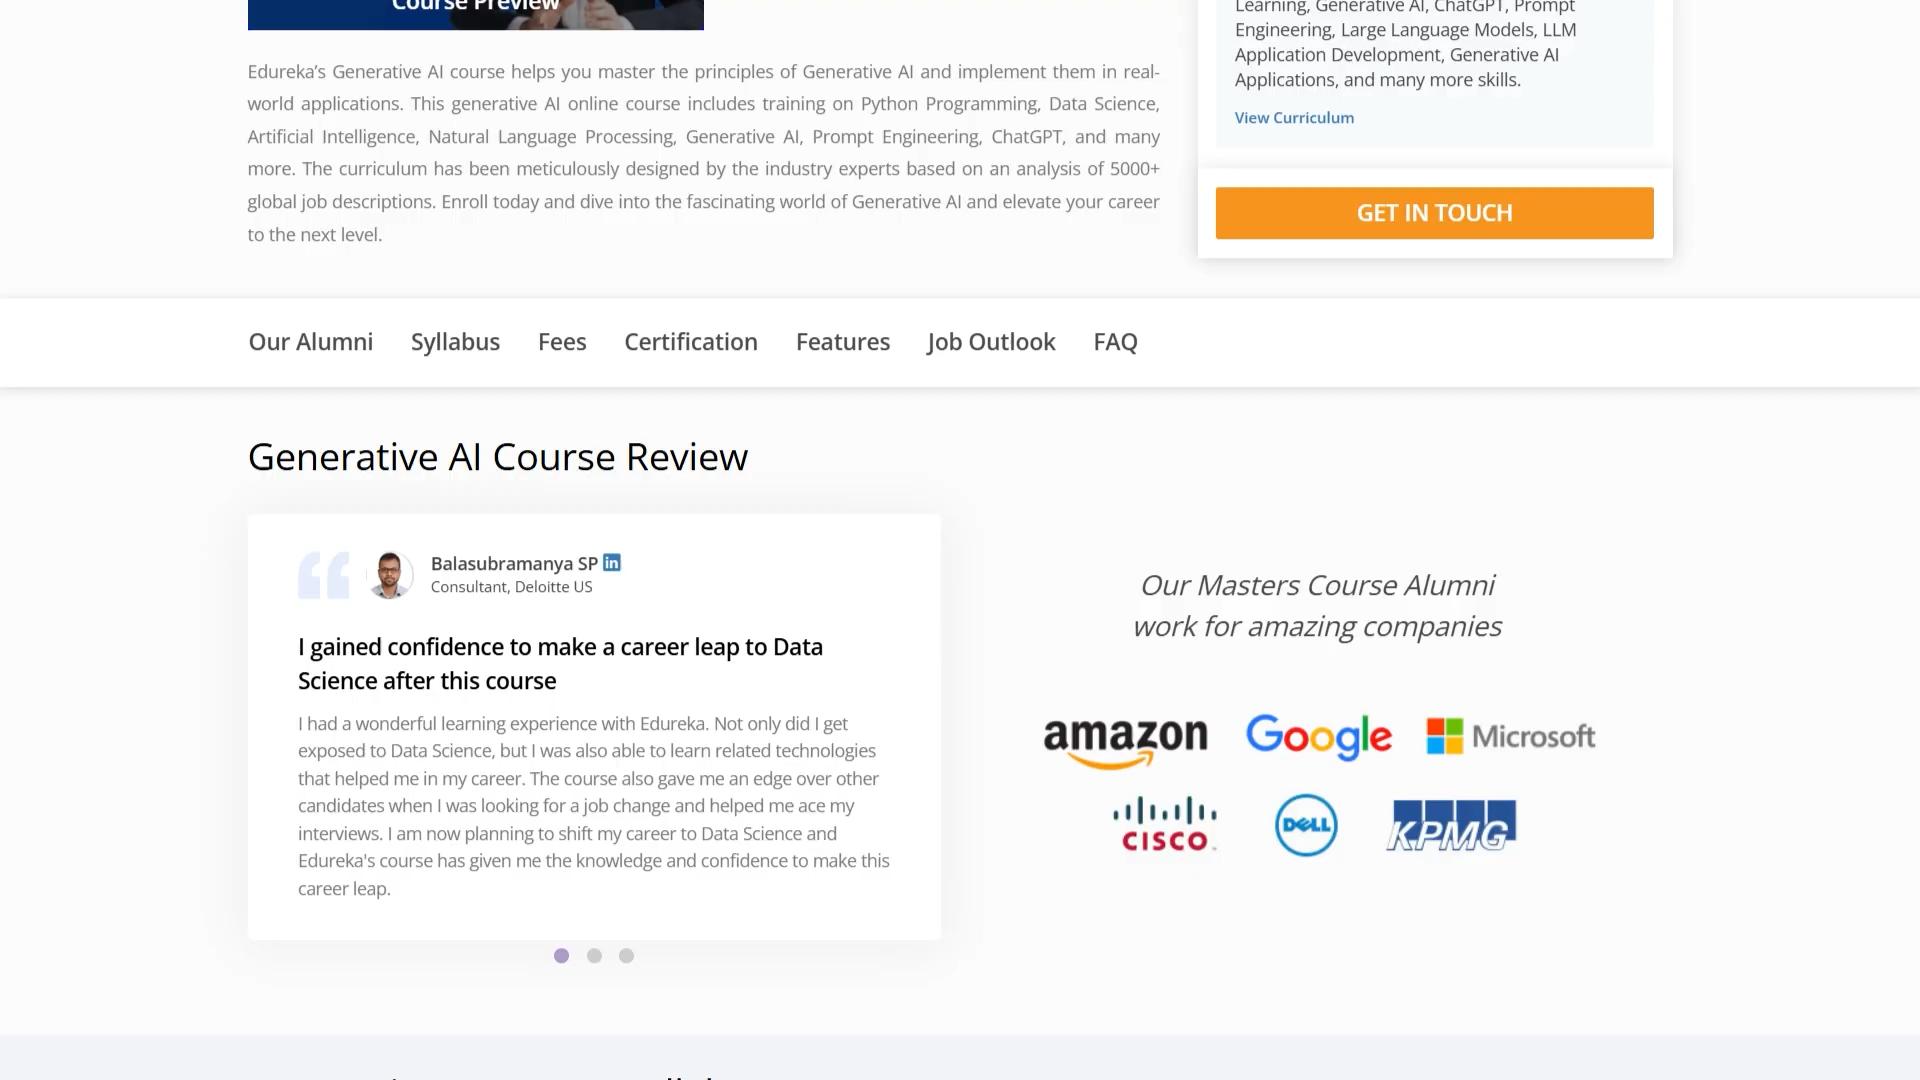 Course Preview
Edureka’s Generative AI course helps you master the principles of Generative AI and implement them in real-
world applications. This generative AI online course includes training on Python Programming, Data Science,
Artificial Intelligence, Natural Language Processing, Generative AI, Prompt Engineering, ChatGPT, and many
more. The curriculum has been meticulously designed by the industry experts based on an analysis of 5000+
global job descriptions. Enroll today and dive into the fascinating world of Generative AI and elevate your career
to the next level.
Learning, Generative AI, ChatGPT, Prompt
Engineering, Large Language Models, LLM
Application Development, Generative AI
Applications, and many more skills.
View Curriculum
GET IN TOUCH
Our Alumni Syllabus Fees Certification Features Job Outlook FAQ
Generative AI Course Review
Balasubramanya SP in
Consultant, Deloitte US
I gained confidence to make a career leap to Data
Science after this course
I had a wonderful learning experience with Edureka. Not only did I get
exposed to Data Science, but I was also able to learn related technologies
that helped me in my career. The course also gave me an edge over other
candidates when I was looking for a job change and helped me ace my
interviews. I am now planning to shift my career to Data Science and
Edureka's course has given me the knowledge and confidence to make this
career leap.
Our Masters Course Alumni
work for amazing companies
amazon Google Microsoft
CISCO DELL KPMG